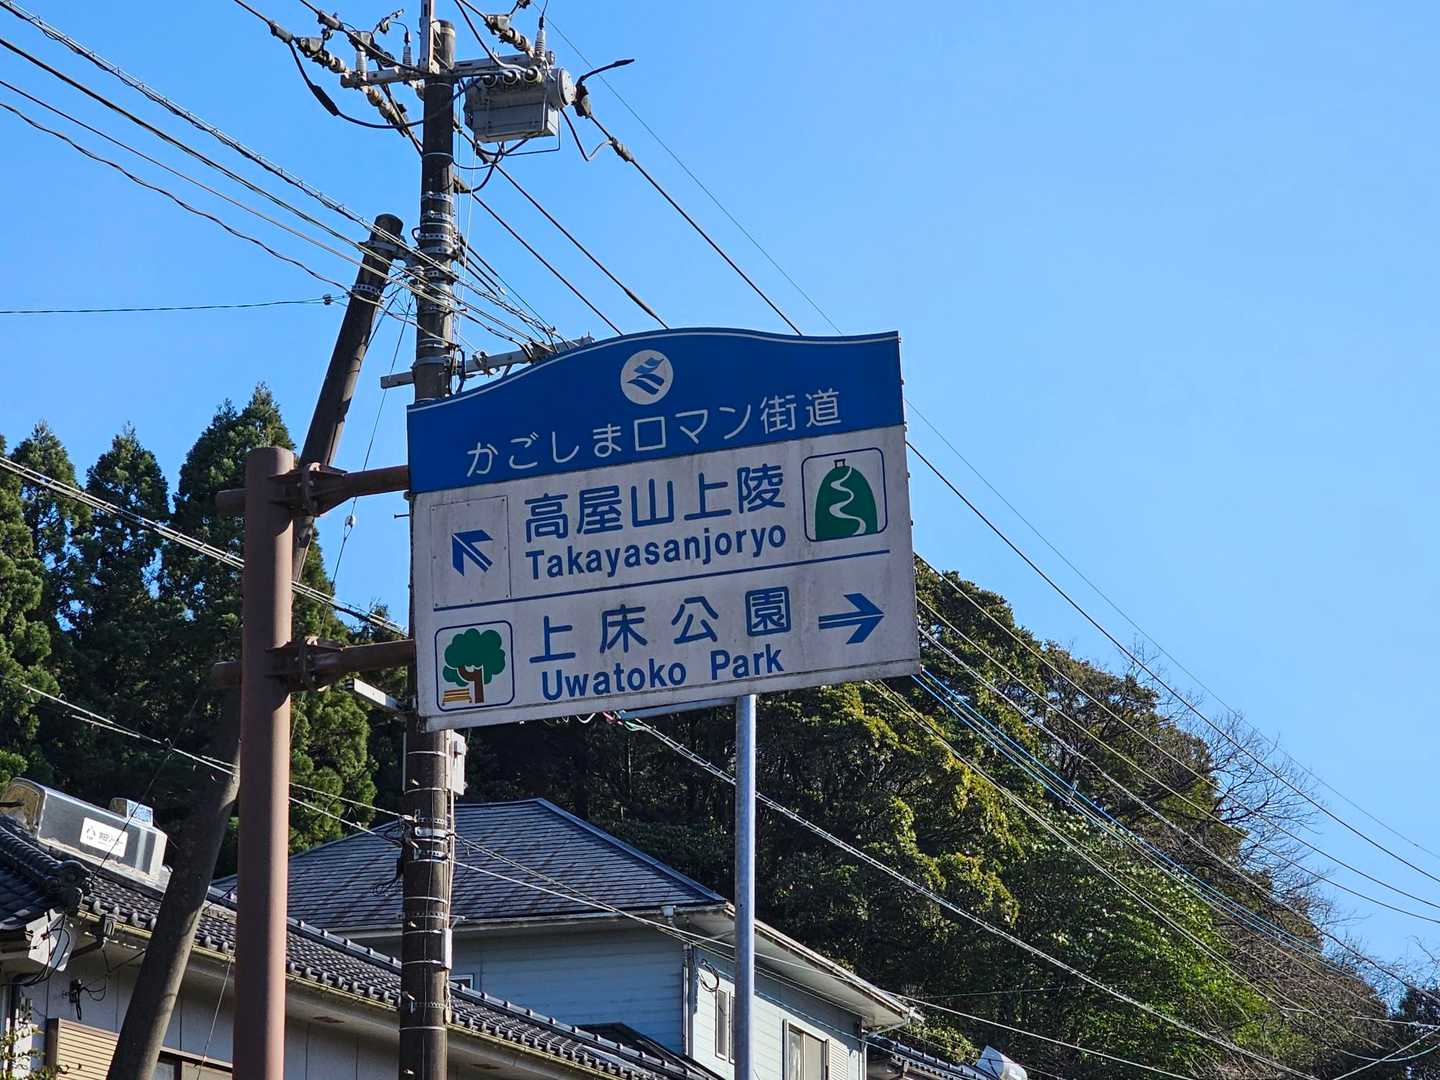 かごしまロマン街道
高屋山上陵
Takayasanjoryo
上床公園
Uwatoko Park